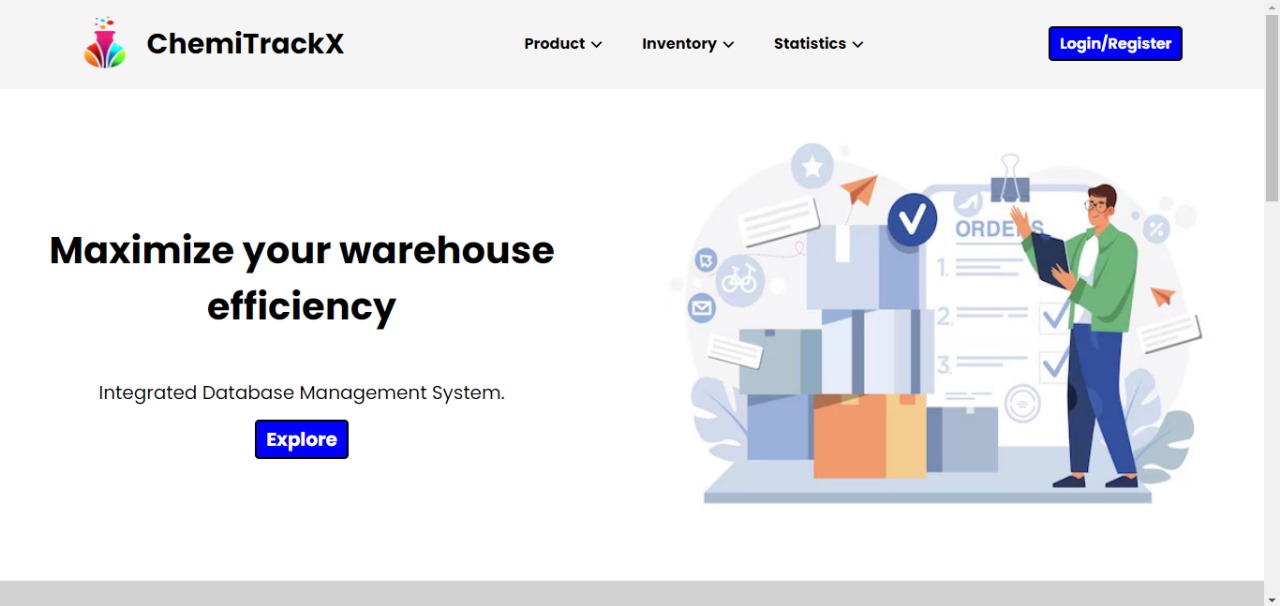 ChemiTrackX
Product
Inventory
Statistics
Login/Register
Maximize your warehouse
efficiency
Integrated Database Management System.
Explore
ORDERS
1.
2.
3.